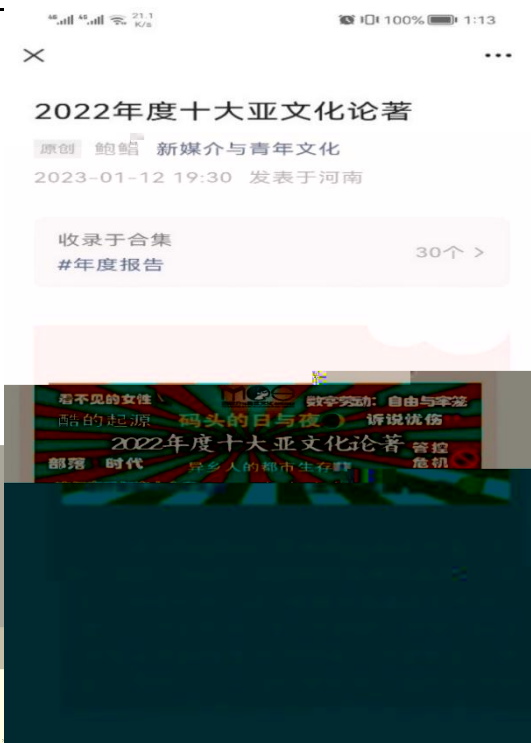 21.1
K/s
100% 1:13
2022年度十大亚文化论著
原创 鲍鲳 新媒介与青年文化
2023-01-12 19:30 发表于河南
收录于合集
#年度报告
30个 >
看不见的女性
数字劳动：自由与牢笼
酷的起源
码头的日与夜
诉说忧伤
2022年度十大亚文化论著
管控
危机
部落 时代
异乡人的都市生存